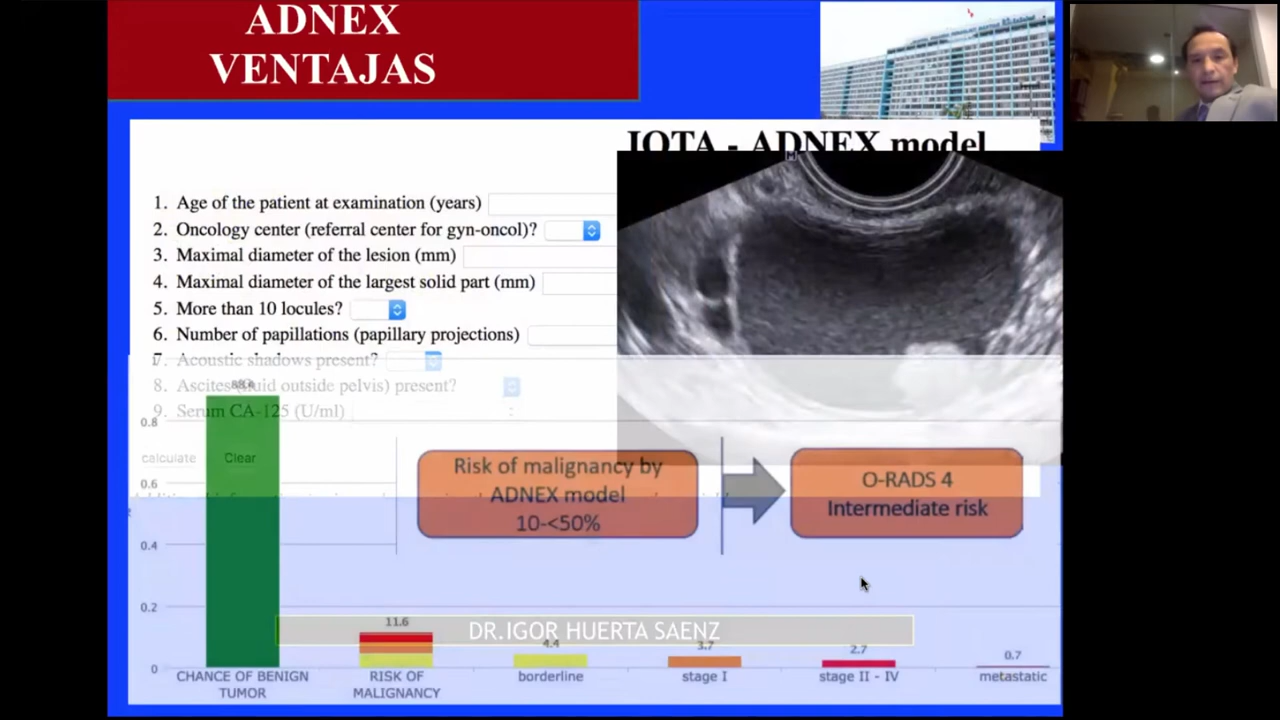 ADNEX
VENTAJAS
IOTA - ADNEX model
1. Age of the patient at examination (years)
2. Oncology center (referral center for gyn-oncol)?
3. Maximal diameter of the lesion (mm)
4. Maximal diameter of the largest solid part (mm)
5. More than 10 locules?
6. Number of papillations (papillary projections)
7. Acoustic shadows present?
8. Ascites (fluid outside pelvis) present?
9. Serum CA-125 (U/ml)
calculate Clear
0.8
0.6
0.4
0.2
0
Risk of malignancy by
ADNEX model
10-<50%
O-RADS 4
Intermediate risk
DR.IGOR HUERTA SAENZ
11.6
4.4
3.7
2.7
0.7
CHANCE OF BENIGN
TUMOR
RISK OF
MALIGNANCY
borderline
stage I
stage II - IV
metastatic